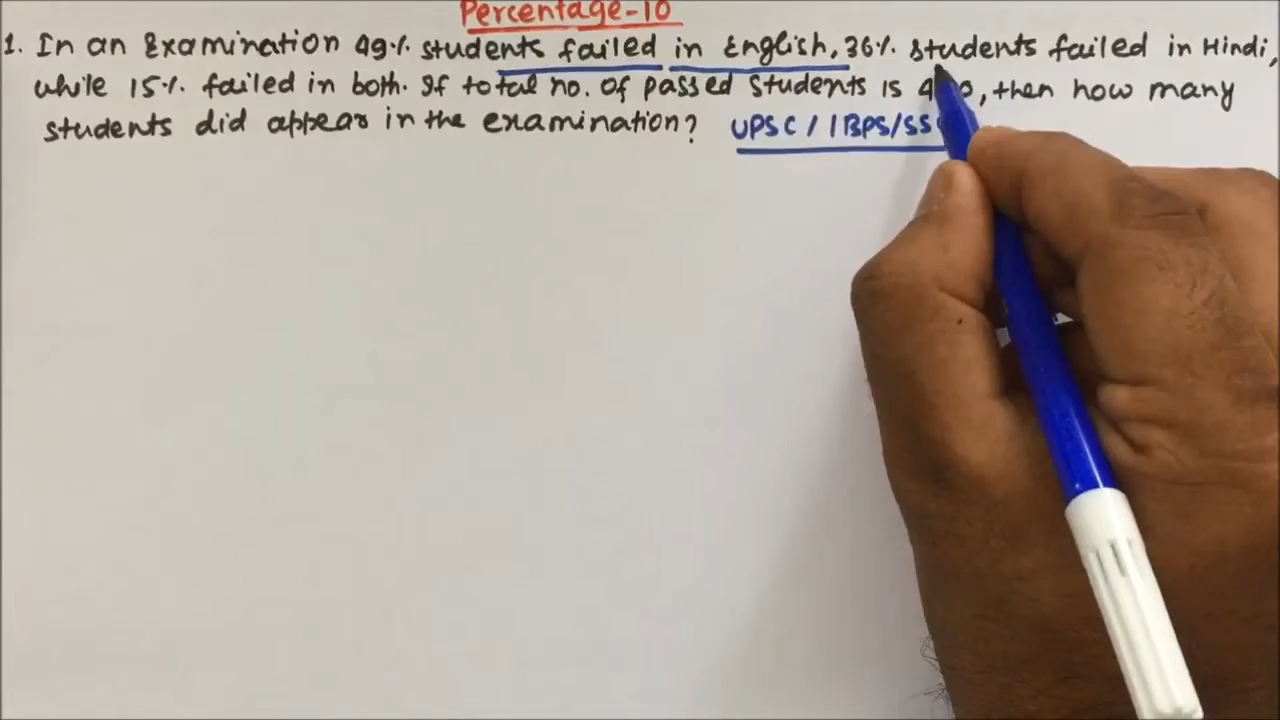 Percentage-10
1. In an Examination 49% students failed in English, 36% students failed in Hindi,
while 15% failed in both. If total no. of passed students is , then how many
students did appear in the examination? UPSC / IBPS/